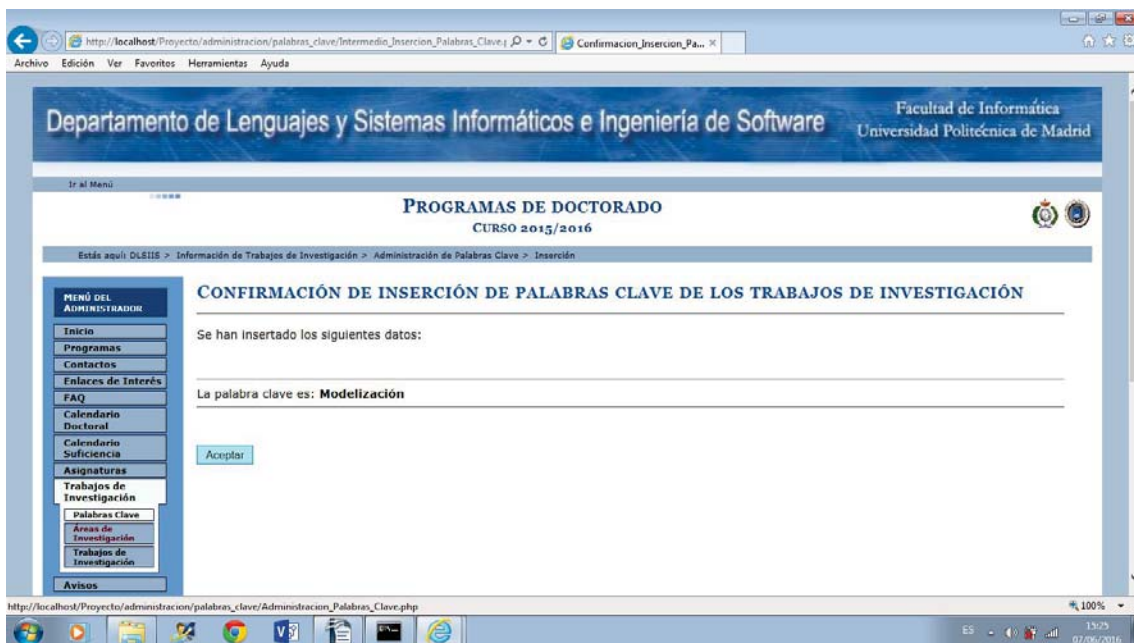 http://localhost/Proyecto/administracion/palabras_clave/Intermedio_Insercion_Palabras_Clave.p
Confirmacion_Insercion_Pa...
Archivo Edición Ver Favoritos Herramientas Ayuda
Departamento de Lenguajes y Sistemas Informáticos e Ingeniería de Software
Facultad de Informática
Universidad Politécnica de Madrid
Ir al Menú
PROGRAMAS DE DOCTORADO
CURSO 2015/2016
Estás aquí: DLSIIS > Información de Trabajos de Investigación > Administración de Palabras Clave > Inserción
MENÚ DEL
ADMINISTRADOR
Inicio
Programas
Contactos
Enlaces de Interés
FAQ
Calendario
Doctoral
Calendario
Suficiencia
Asignaturas
Trabajos de
Investigación
Palabras Clave
Áreas de
Investigación
Trabajos de
Investigación
Avisos
CONFIRMACIÓN DE INSERCIÓN DE PALABRAS CLAVE DE LOS TRABAJOS DE INVESTIGACIÓN
Se han insertado los siguientes datos:
La palabra clave es: Modelización
Aceptar
http://localhost/Proyecto/administracion/palabras_clave/Administracion_Palabras_Clave.php
100%
ES
15:25
07/06/2016